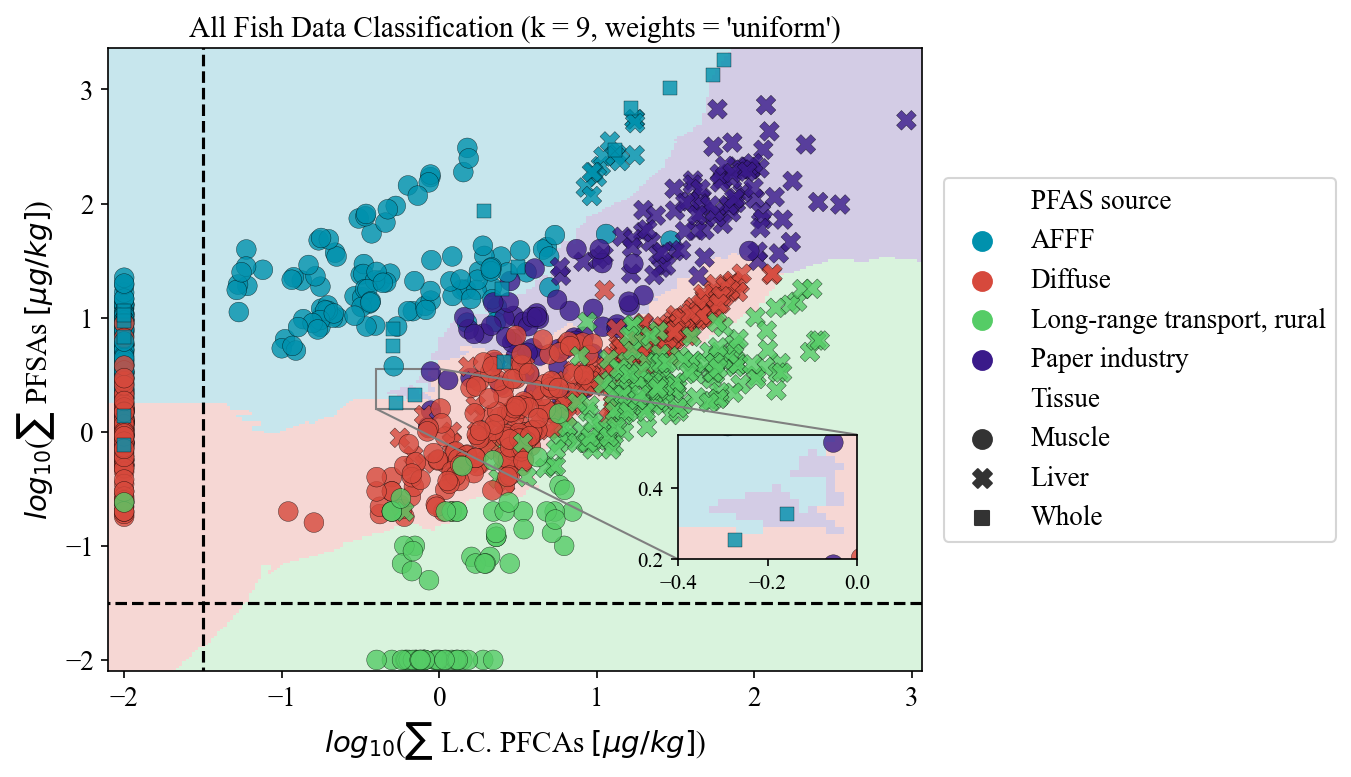 All Fish Data Classification (k = 9, weights = 'uniform')
log₁₀(∑ PFSAs [μg/kg])
3
2
1
0
−1
−2
−2
−1
0
1
2
3
log₁₀(∑ L.C. PFCAs [μg/kg])
0.4
0.2
−0.4
−0.2
0.0
PFAS source
AFFF
Diffuse
Long-range transport, rural
Paper industry
Tissue
Muscle
Liver
Whole